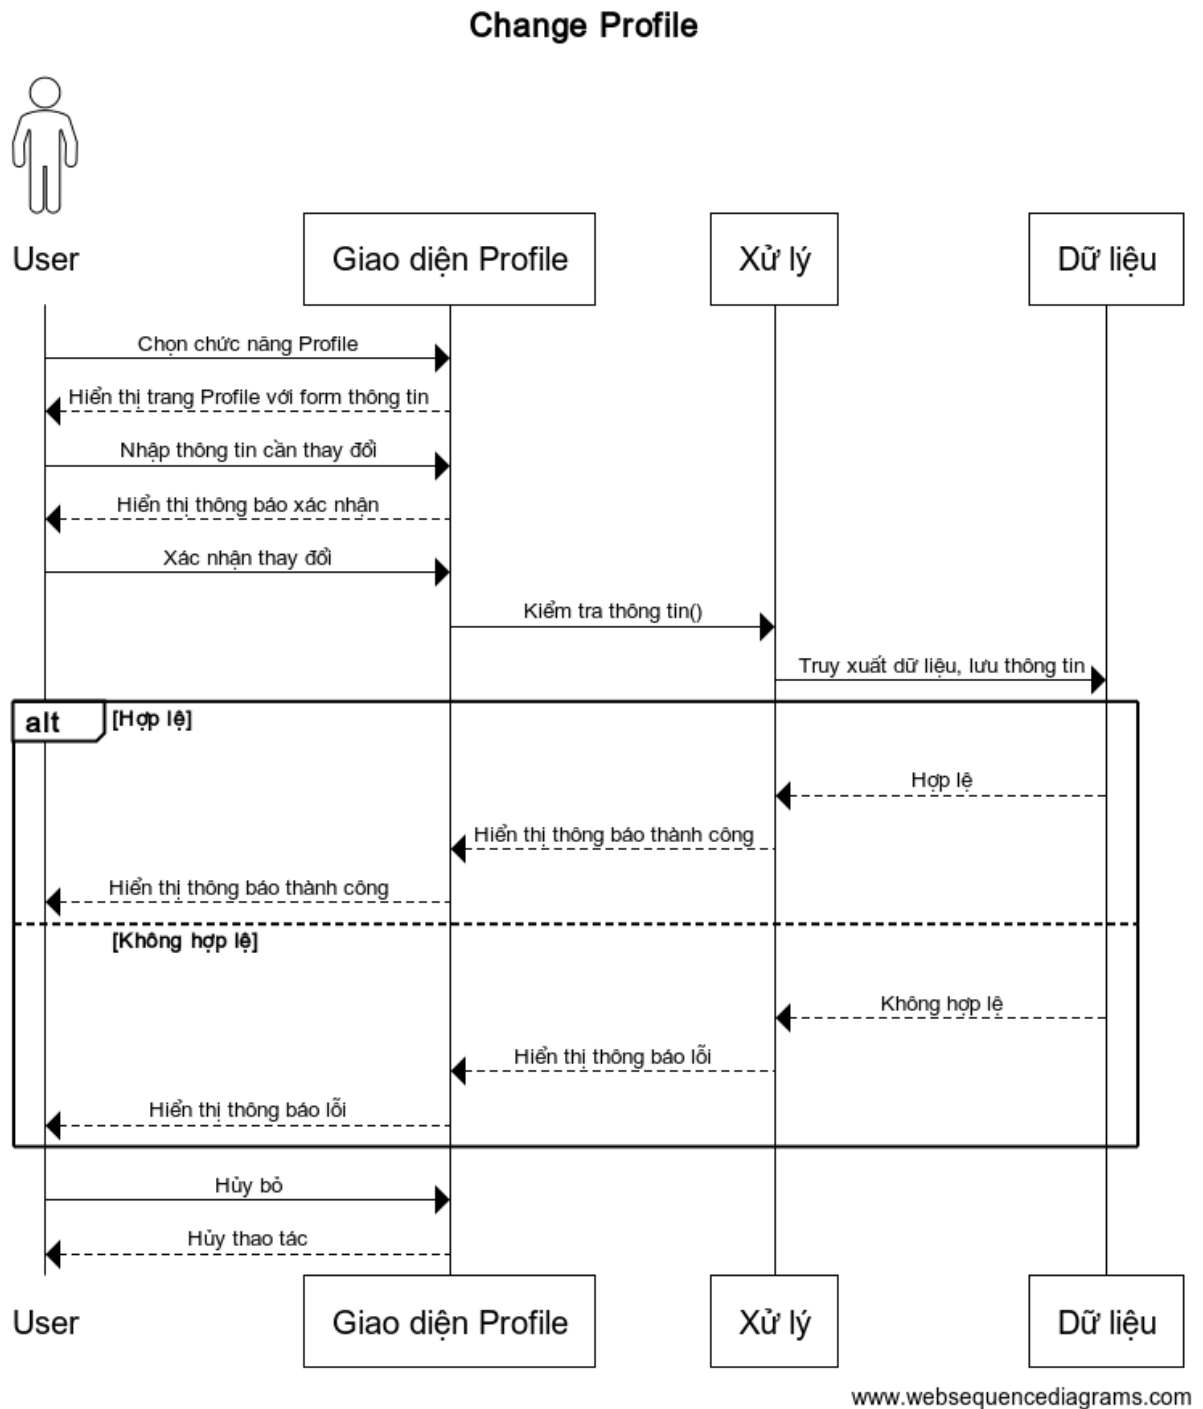 Change Profile
User
Giao diện Profile
Xử lý
Dữ liệu
Chọn chức năng Profile
Hiển thị trang Profile với form thông tin
Nhập thông tin cần thay đổi
Hiển thị thông báo xác nhận
Xác nhận thay đổi
Kiểm tra thông tin()
Truy xuất dữ liệu, lưu thông tin
alt
[Hợp lệ]
Hợp lệ
Hiển thị thông báo thành công
Hiển thị thông báo thành công
[Không hợp lệ]
Không hợp lệ
Hiển thị thông báo lỗi
Hiển thị thông báo lỗi
Hủy bỏ
Hủy thao tác
User
Giao diện Profile
Xử lý
Dữ liệu
www.websequencediagrams.com